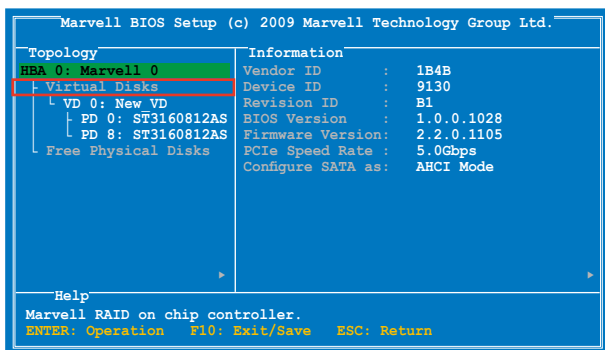 Marvell BIOS Setup (c) 2009 Marvell Technology Group Ltd.
Topology
HBA 0: Marvell 0
Virtual Disks
VD 0: New_VD
PD 0: ST3160812AS
PD 8: ST3160812AS
Free Physical Disks
Information
Vendor ID : 1B4B
Device ID : 9130
Revision ID : B1
BIOS Version : 1.0.0.1028
Firmware Version: 2.2.0.1105
PCIe Speed Rate : 5.0Gbps
Configure SATA as: AHCI Mode
Help
Marvell RAID on chip controller.
ENTER: Operation F10: Exit/Save ESC: Return